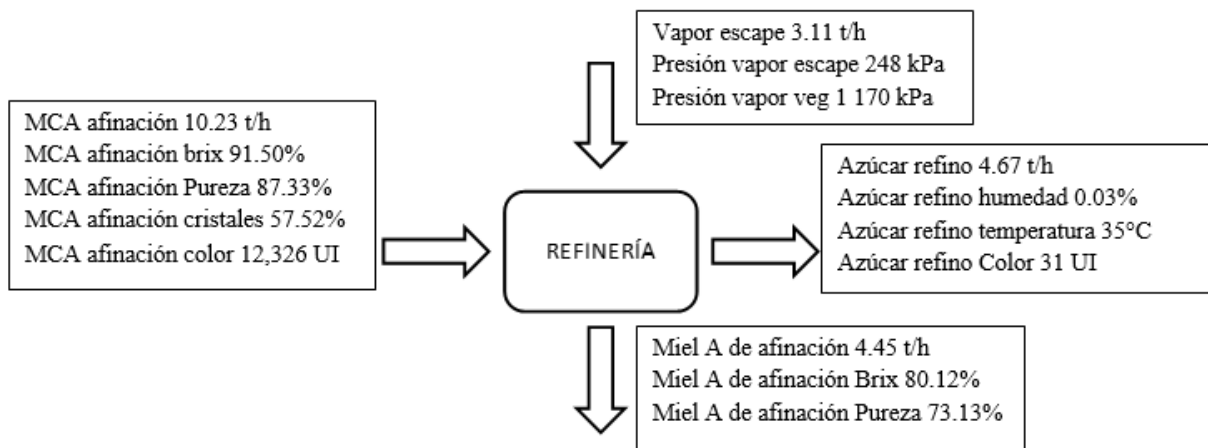 Vapor escape 3.11 t/h
Presión vapor escape 248 kPa
Presión vapor veg 1 170 kPa
MCA afinación 10.23 t/h
MCA afinación brix 91.50%
MCA afinación Pureza 87.33%
MCA afinación cristales 57.52%
MCA afinación color 12,326 UI
REFINERÍA
Azúcar refino 4.67 t/h
Azúcar refino humedad 0.03%
Azúcar refino temperatura 35°C
Azúcar refino Color 31 UI
Miel A de afinación 4.45 t/h
Miel A de afinación Brix 80.12%
Miel A de afinación Pureza 73.13%